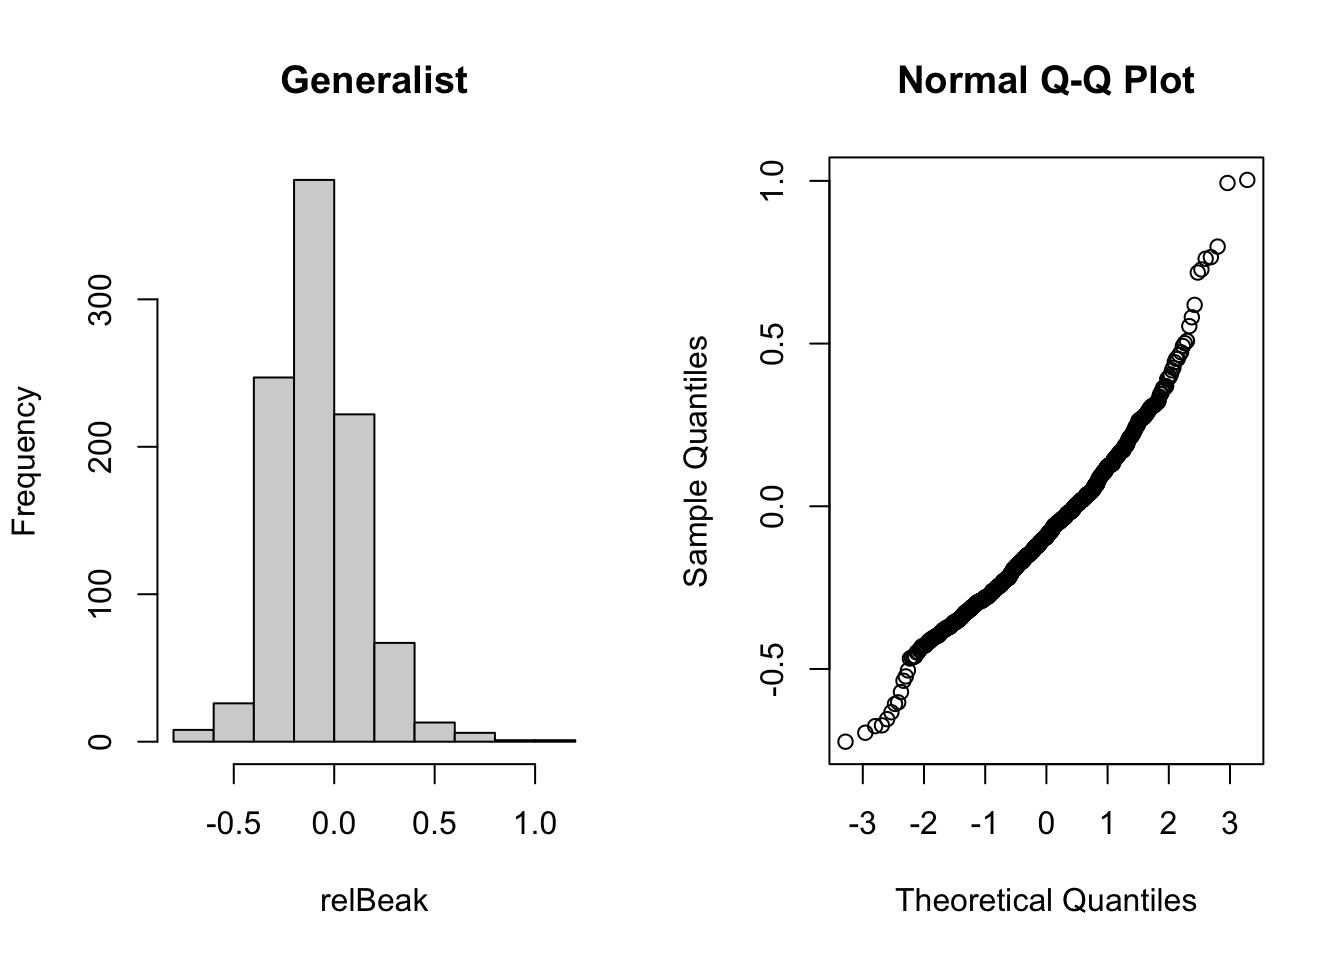 Generalist
Frequency
300
200
100
0
-0.5 0.0 0.5 1.0
relBeak
Normal Q-Q Plot
Sample Quantiles
1.0
0.5
0.0
-0.5
-3 -2 -1 0 1 2 3
Theoretical Quantiles